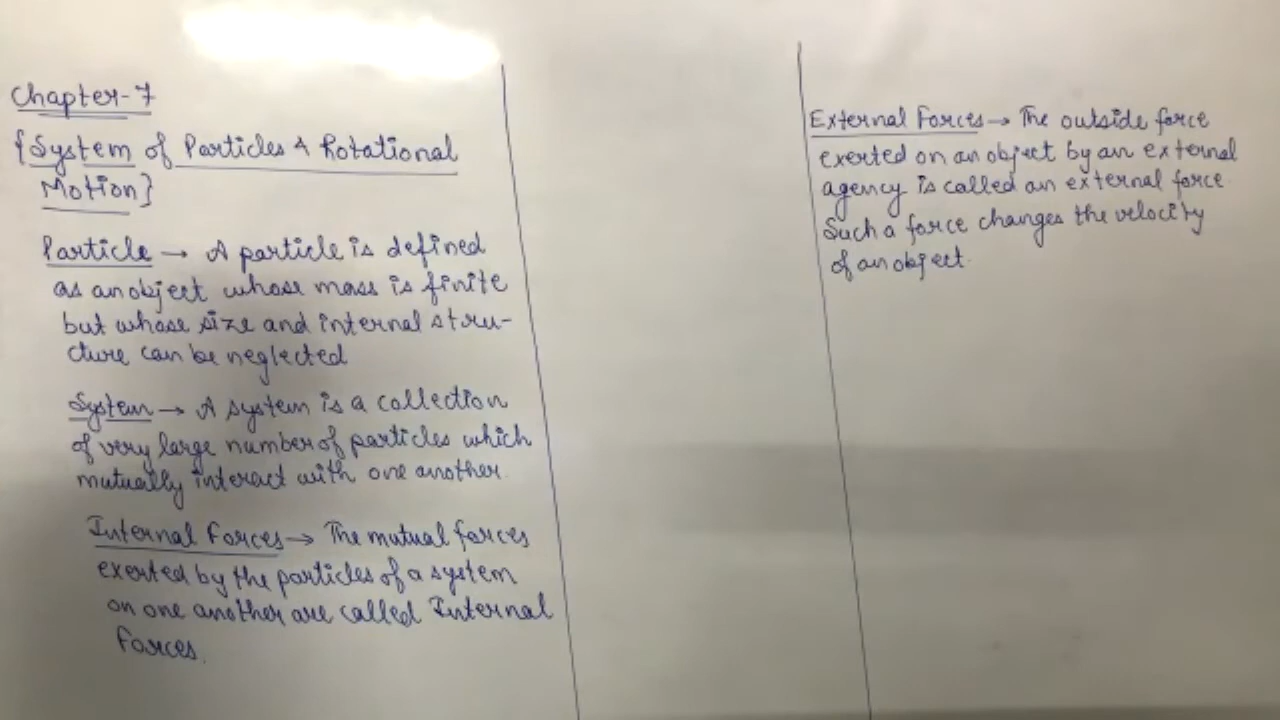 Chapter-7
{System of Particles & Rotational
Motion}
Particle → A particle is defined
as an object whose mass is finite
but whose size and internal stru-
cture can be neglected
System → A system is a collection
of very large number of particles which
mutually interact with one another.
Internal Forces → The mutual forces
exerted by the particles of a system
on one another are called Internal
Forces.
External Forces → The outside force
exerted on an object by an external
agency is called an external force.
Such a force changes the velocity
of an object.